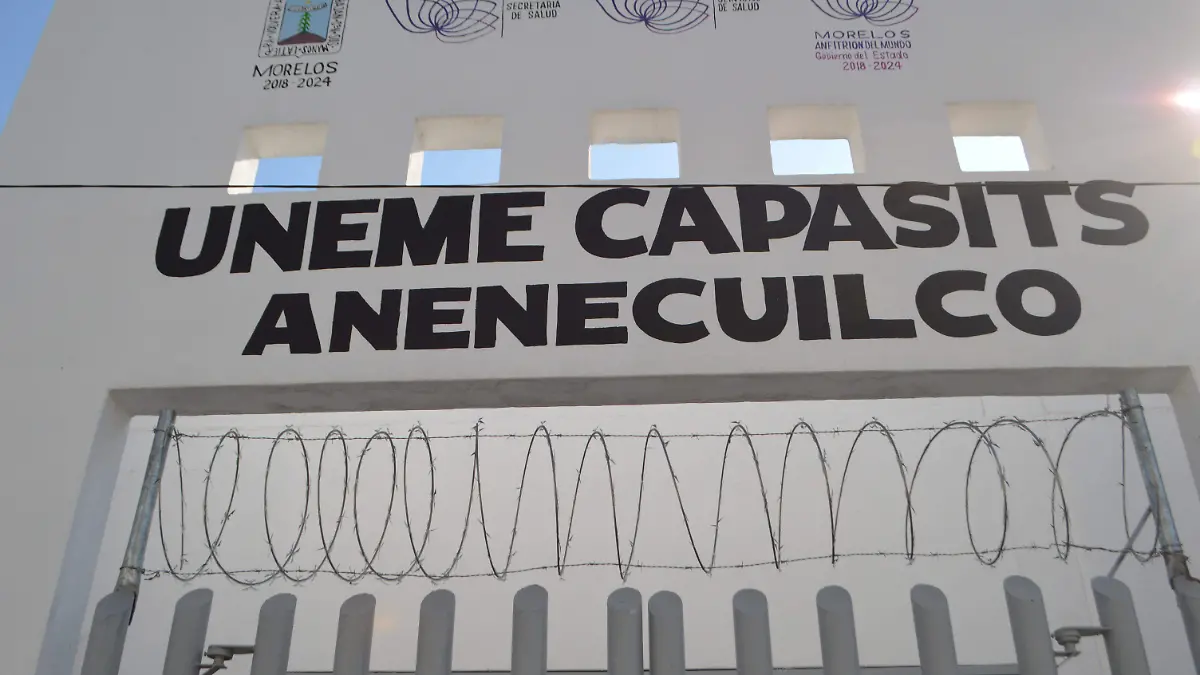 MORELOS
2018 - 2024
SECRETARÍA
DE SALUD
DE SALUD
MORELOS
ANFITRIÓN DEL MUNDO
Gobierno del Estado
2018 - 2024
UNEME CAPASITS
ANENECUILCO